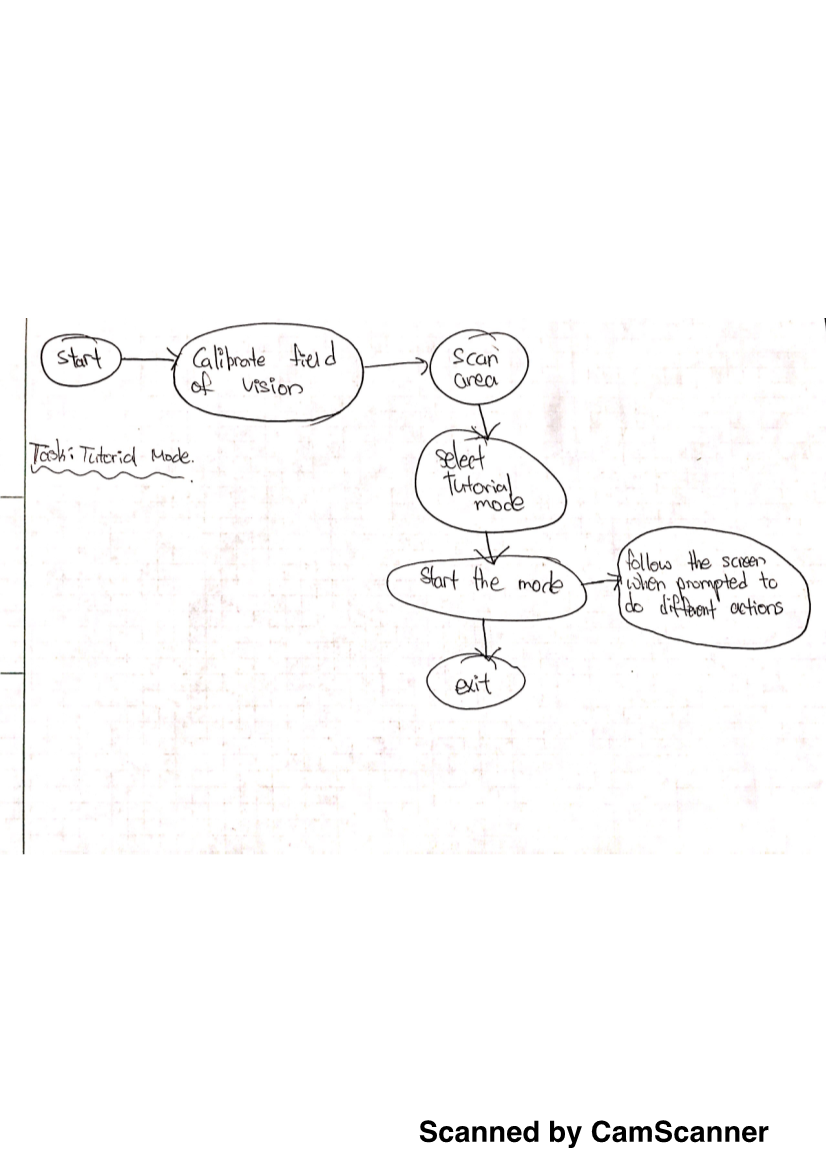 start
Calibrate field
of vision
scan
area
Task: Tutorial Mode.
select
tutorial
mode
start the mode
follow the screen
when prompted to
do different actions
exit
Scanned by CamScanner